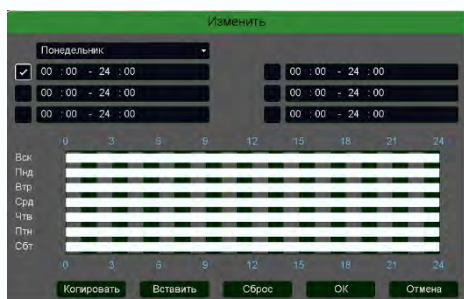 Изменить
Понедельник
00 :00 - 24 :00 00 :00 - 24 :00
00 :00 - 24 :00 00 :00 - 24 :00
00 :00 - 24 :00 00 :00 - 24 :00
0 3 6 9 12 15 18 21 24
Вск
Пнд
Втр
Срд
Чтв
Птн
Сбт
0 3 6 9 12 15 18 21 24
Копировать Вставить Сброс ОК Отмена